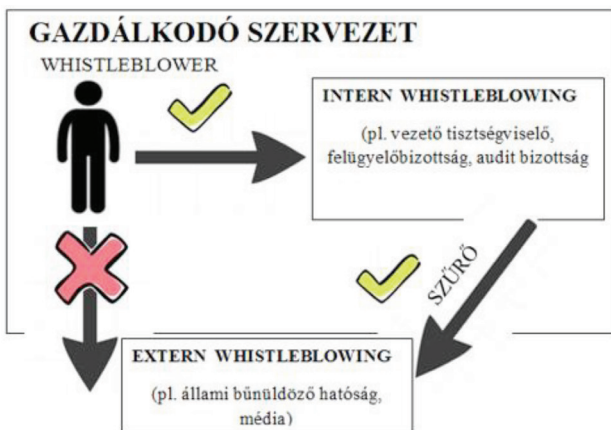 GAZDÁLKODÓ SZERVEZET
WHISTLEBLOWER
INTERN WHISTLEBLOWING
(pl. vezető tisztségviselő,
felügyelőbizottság, audit bizottság
SZŰRŐ
EXTERN WHISTLEBLOWING
(pl. állami bűnüldöző hatóság,
média)